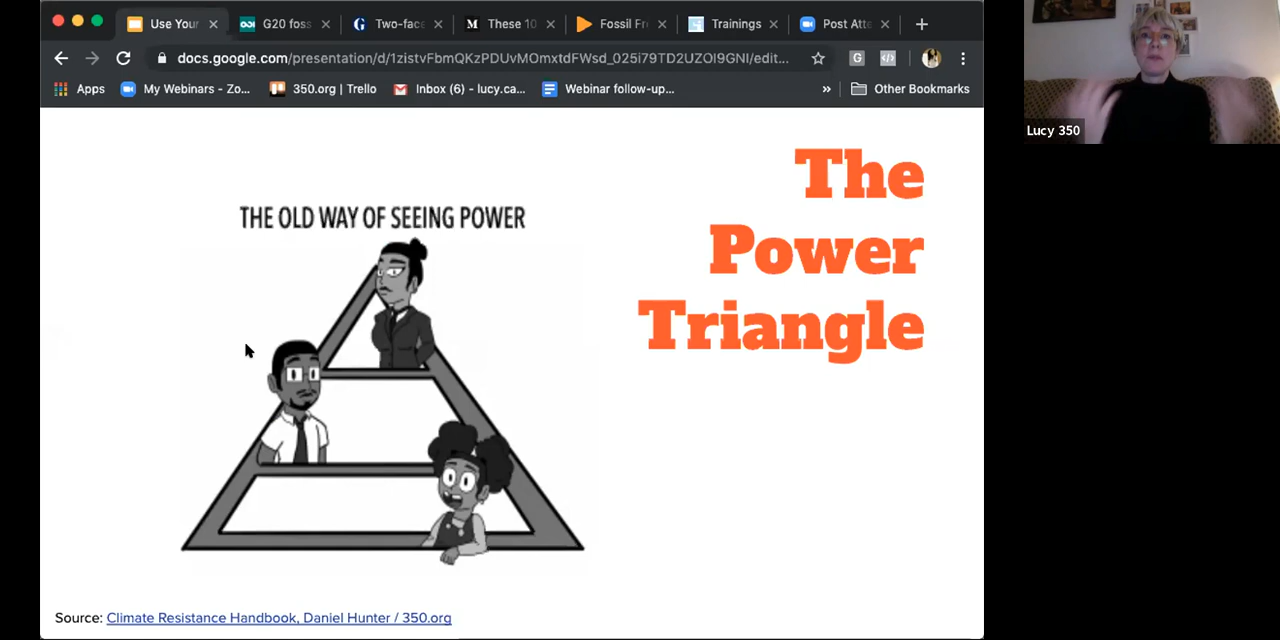 Use Your
G20 foss
Two-face
These 10
Fossil Fr
Trainings
Post Atte
docs.google.com/presentation/d/1zistvFbmQKzPDUvMOmxtdFWsd_025i79TD2UZOI9GNI/edit...
G
Apps
My Webinars - Zo...
350.org | Trello
Inbox (6) - lucy.ca...
Webinar follow-up...
»
Other Bookmarks
Lucy 350
The
Power
Triangle
THE OLD WAY OF SEEING POWER
Source: Climate Resistance Handbook, Daniel Hunter / 350.org